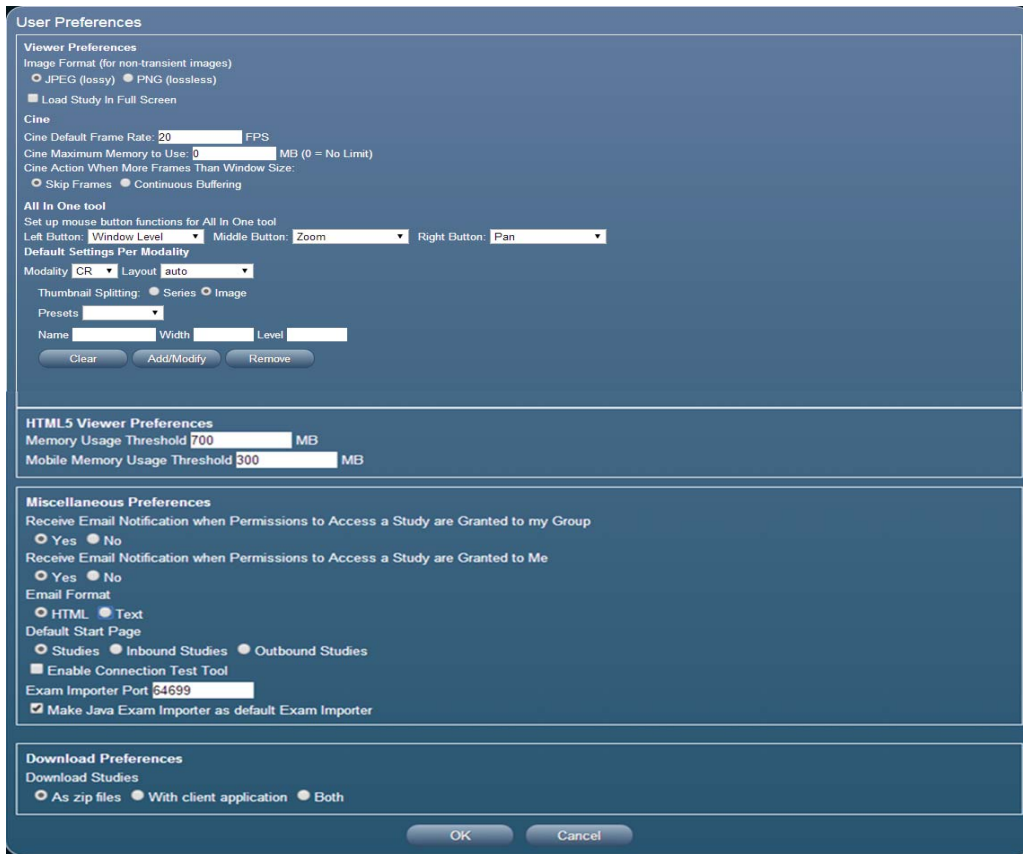 User Preferences
Viewer Preferences
Image Format (for non-transient images)
JPEG (lossy) PNG (lossless)
Load Study In Full Screen
Cine
Cine Default Frame Rate: 20 FPS
Cine Maximum Memory to Use: 0 MB (0 = No Limit)
Cine Action When More Frames Than Window Size:
Skip Frames Continuous Buffering
All In One tool
Set up mouse button functions for All In One tool
Left Button: Window Level Middle Button: Zoom Right Button: Pan
Default Settings Per Modality
Modality CR Layout auto
Thumbnail Splitting: Series Image
Presets
Name Width Level
Clear Add/Modify Remove
HTML5 Viewer Preferences
Memory Usage Threshold 700 MB
Mobile Memory Usage Threshold 300 MB
Miscellaneous Preferences
Receive Email Notification when Permissions to Access a Study are Granted to my Group
Yes No
Receive Email Notification when Permissions to Access a Study are Granted to Me
Yes No
Email Format
HTML Text
Default Start Page
Studies Inbound Studies Outbound Studies
Enable Connection Test Tool
Exam Importer Port 64699
Make Java Exam Importer as default Exam Importer
Download Preferences
Download Studies
As zip files With client application Both
OK Cancel